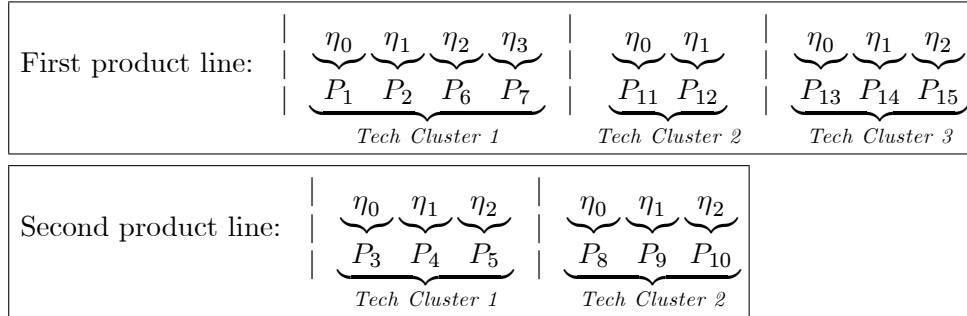 η₀ η₁ η₂ η₃ η₀ η₁ η₀ η₁ η₂
First product line:
P₁ P₂ P₆ P₇ P₁₁ P₁₂ P₁₃ P₁₄ P₁₅
Tech Cluster 1 Tech Cluster 2 Tech Cluster 3
η₀ η₁ η₂ η₀ η₁ η₂
Second product line:
P₃ P₄ P₅ P₈ P₉ P₁₀
Tech Cluster 1 Tech Cluster 2